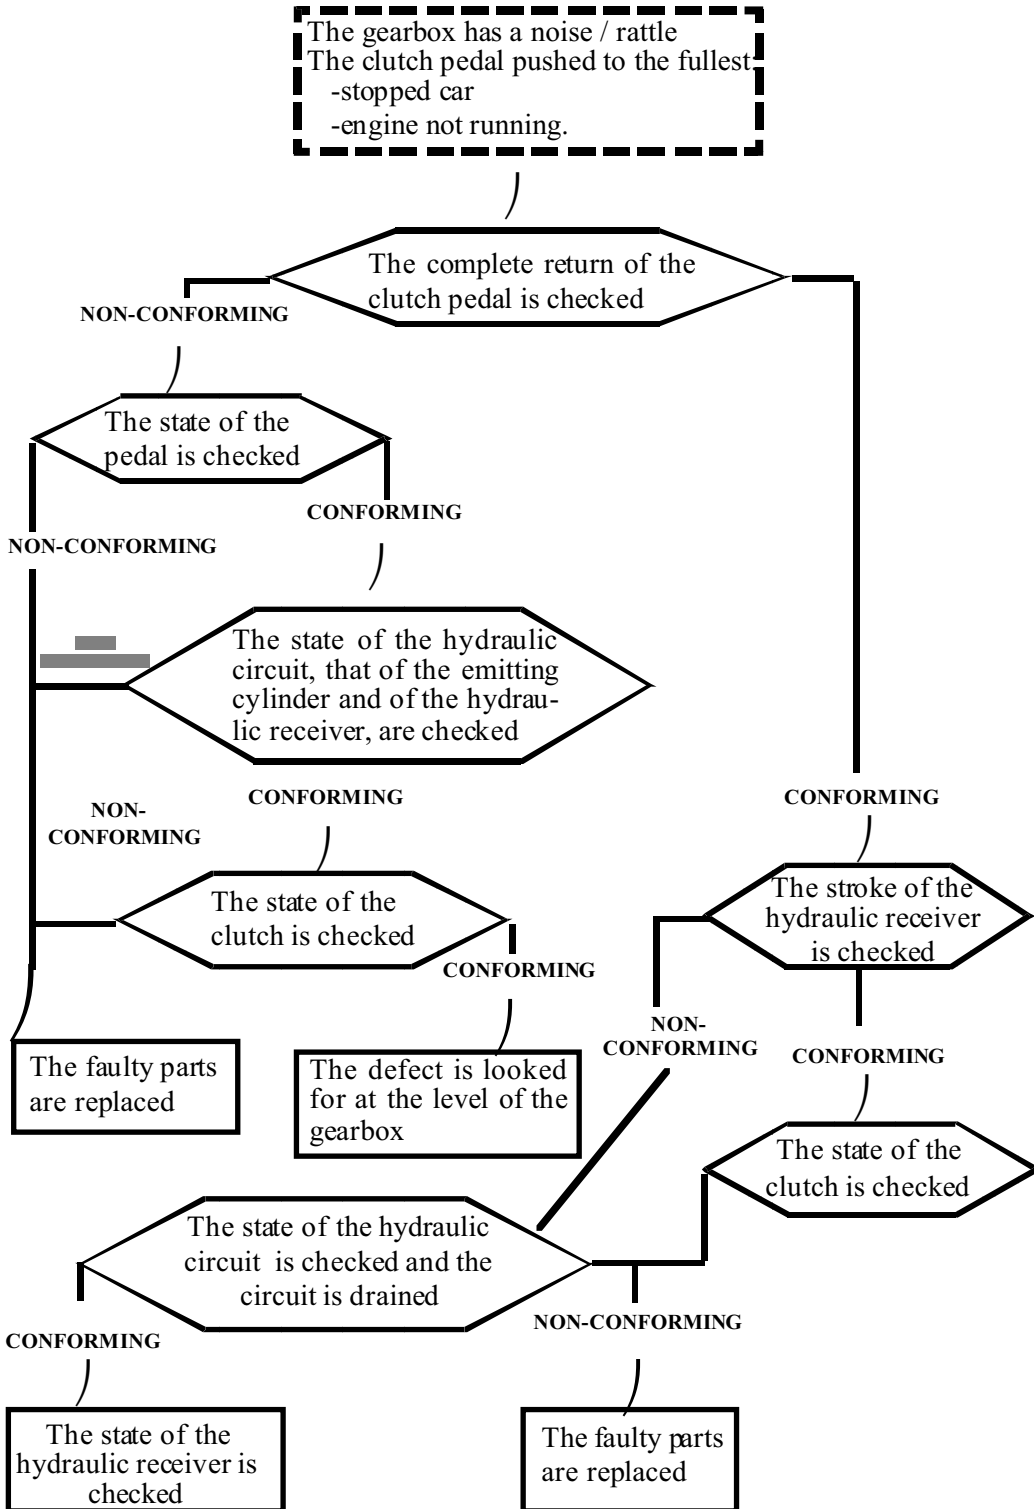 The gearbox has a noise / rattle
The clutch pedal pushed to the fullest:
-stopped car
-engine not running.
The complete return of the
clutch pedal is checked
NON-CONFORMING
The state of the
pedal is checked
CONFORMING
NON-CONFORMING
The state of the hydraulic
circuit, that of the emitting
cylinder and of the hydrau-
lic receiver, are checked
CONFORMING
NON-
CONFORMING
CONFORMING
The state of the
clutch is checked
The stroke of the
hydraulic receiver
is checked
CONFORMING
NON-
CONFORMING
CONFORMING
The faulty parts
are replaced
The defect is looked
for at the level of the
gearbox
The state of the
clutch is checked
The state of the hydraulic
circuit is checked and the
circuit is drained
CONFORMING
NON-CONFORMING
The state of the
hydraulic receiver is
checked
The faulty parts
are replaced